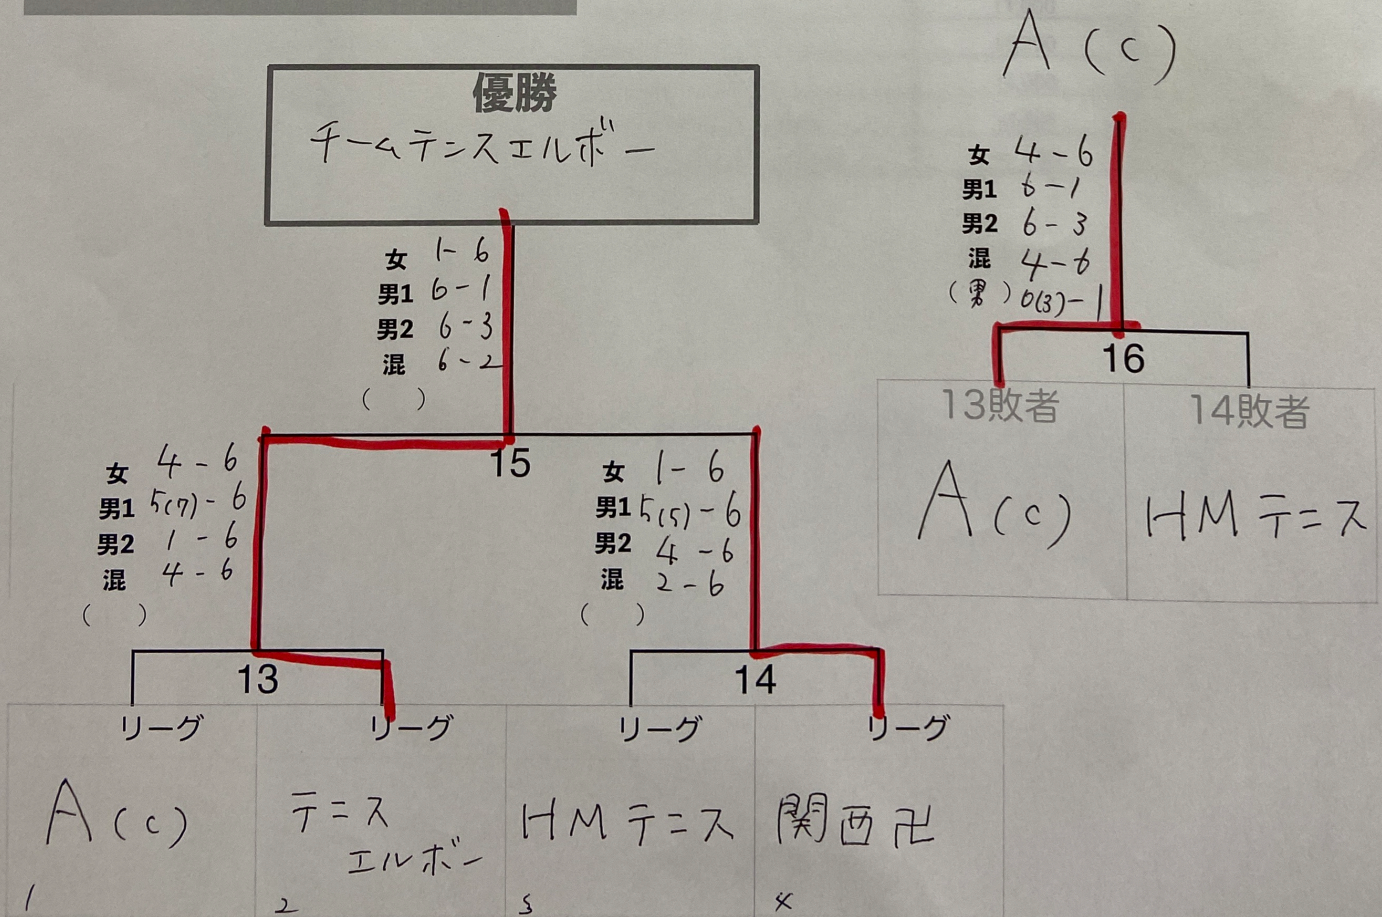 優勝
チームテニスエルボー
女 1-6
男1 6-1
男2 6-3
混 6-2
( )
15
女 4-6
男1 5(7)-6
男2 1-6
混 4-6
( )
13
女 1-6
男1 5(5)-6
男2 4-6
混 2-6
( )
14
リーグ リーグ リーグ リーグ
A(c)
テニス
エルボー
HMテニス
関西卍
1 2 3 4
A(c)
女 4-6
男1 6-1
男2 6-3
混 4-6
(男) 0(3)-1
16
13敗者 14敗者
A(c) HMテニス